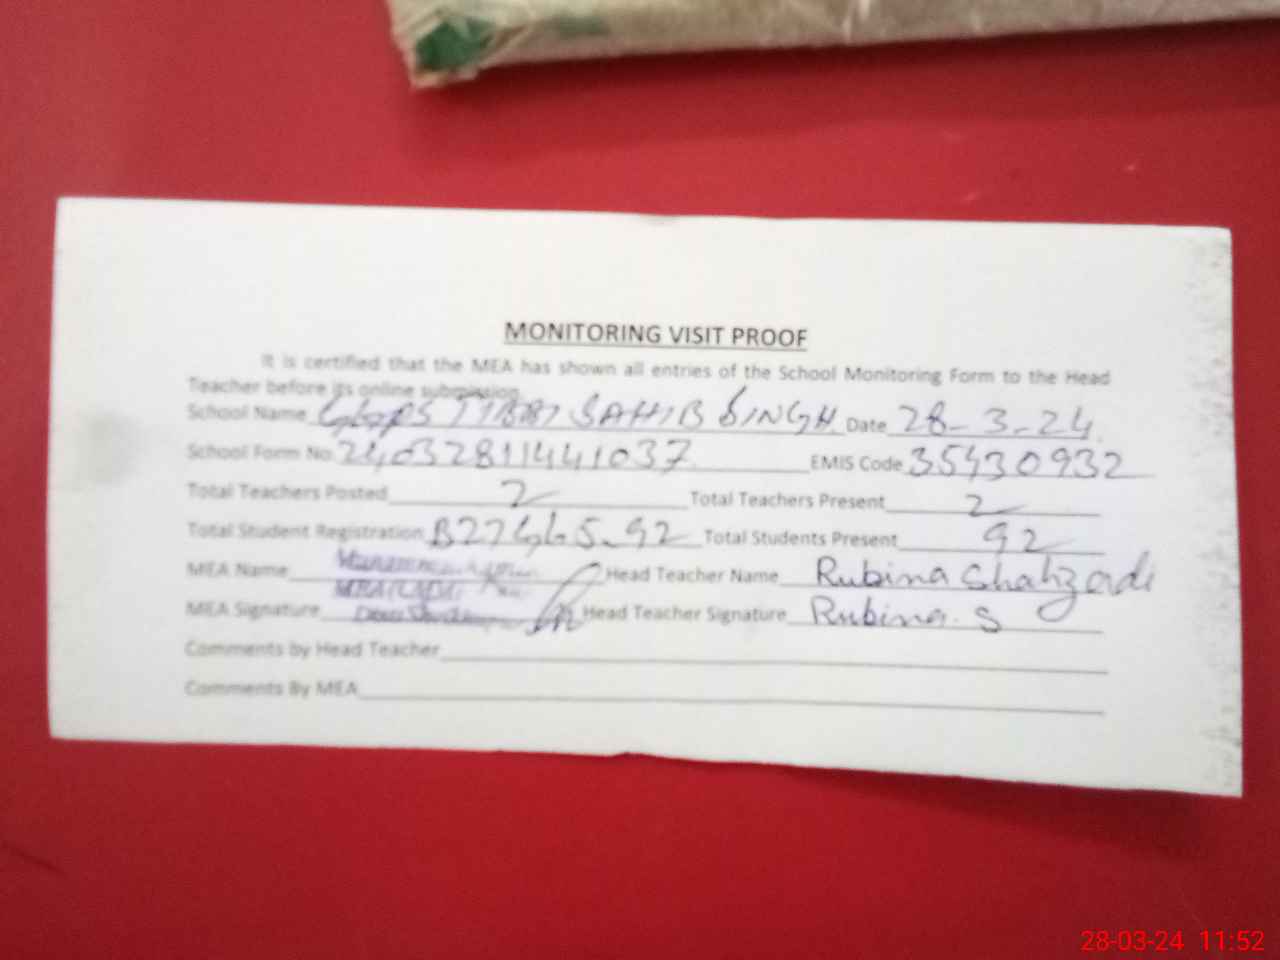 MONITORING VISIT PROOF
It is certified that the MEA has shown all entries of the School Monitoring Form to the Head
Teacher before its online submission.
School Name SAHIB SINGH Date 28-3-24
School Form No. EMIS Code 35430932
Total Teachers Posted 2 Total Teachers Present 2
Total Student Registration 92 Total Students Present 92
MEA Name Head Teacher Name Rubina Shahzadi
MEA Signature Head Teacher Signature Rubina. S
Comments by Head Teacher
Comments By MEA
28-03-24 11:52